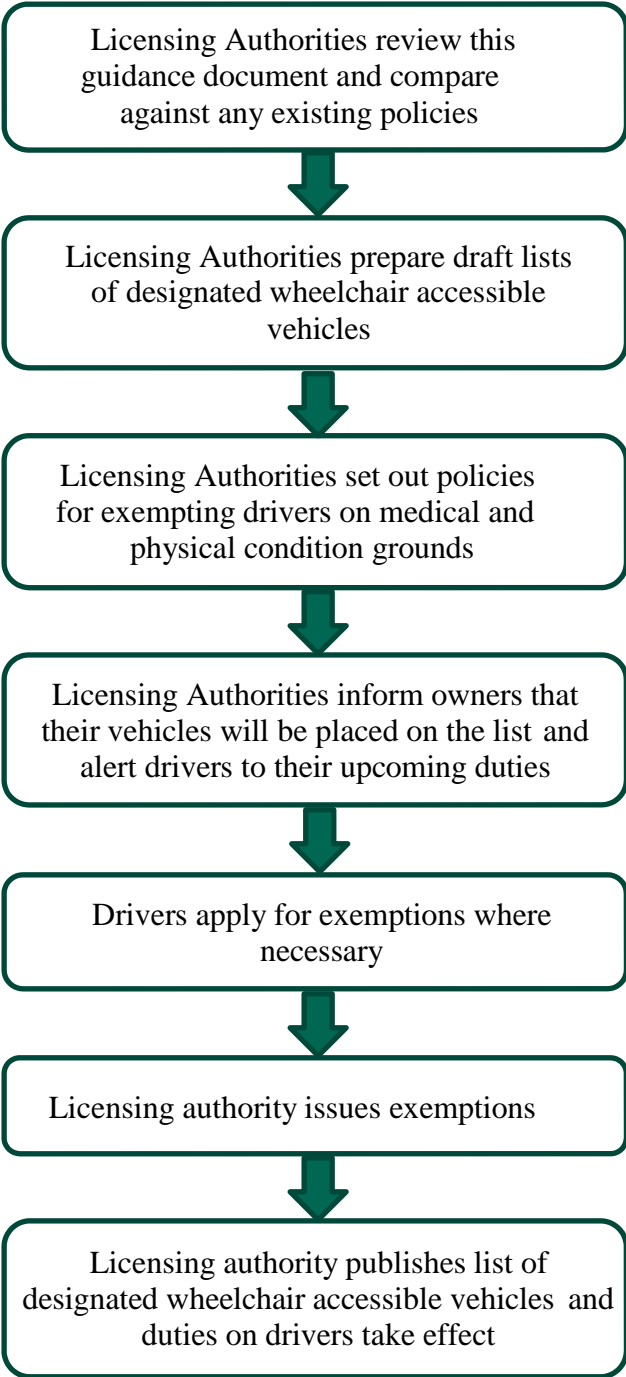 Licensing Authorities review this
guidance document and compare
against any existing policies
Licensing Authorities prepare draft lists
of designated wheelchair accessible
vehicles
Licensing Authorities set out policies
for exempting drivers on medical and
physical condition grounds
Licensing Authorities inform owners that
their vehicles will be placed on the list and
alert drivers to their upcoming duties
Drivers apply for exemptions where
necessary
Licensing authority issues exemptions
Licensing authority publishes list of
designated wheelchair accessible vehicles and
duties on drivers take effect